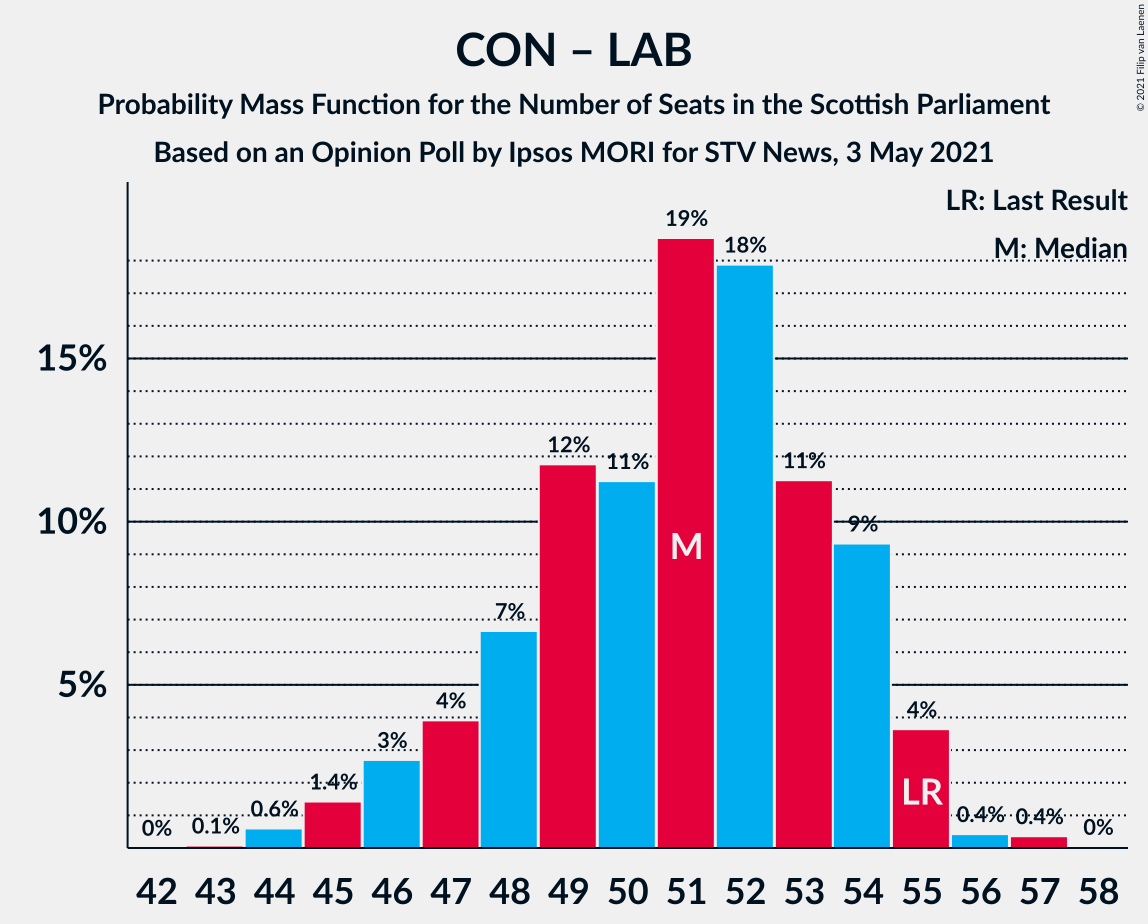 CON – LAB
Probability Mass Function for the Number of Seats in the Scottish Parliament
Based on an Opinion Poll by Ipsos MORI for STV News, 3 May 2021
© 2021 Filip van Laenen
LR: Last Result
M: Median
15%
10%
5%
0%
0.1%
0.6%
1.4%
3%
4%
7%
12%
11%
19%
18%
11%
9%
4%
0.4%
0.4%
0%
M
LR
42 43 44 45 46 47 48 49 50 51 52 53 54 55 56 57 58